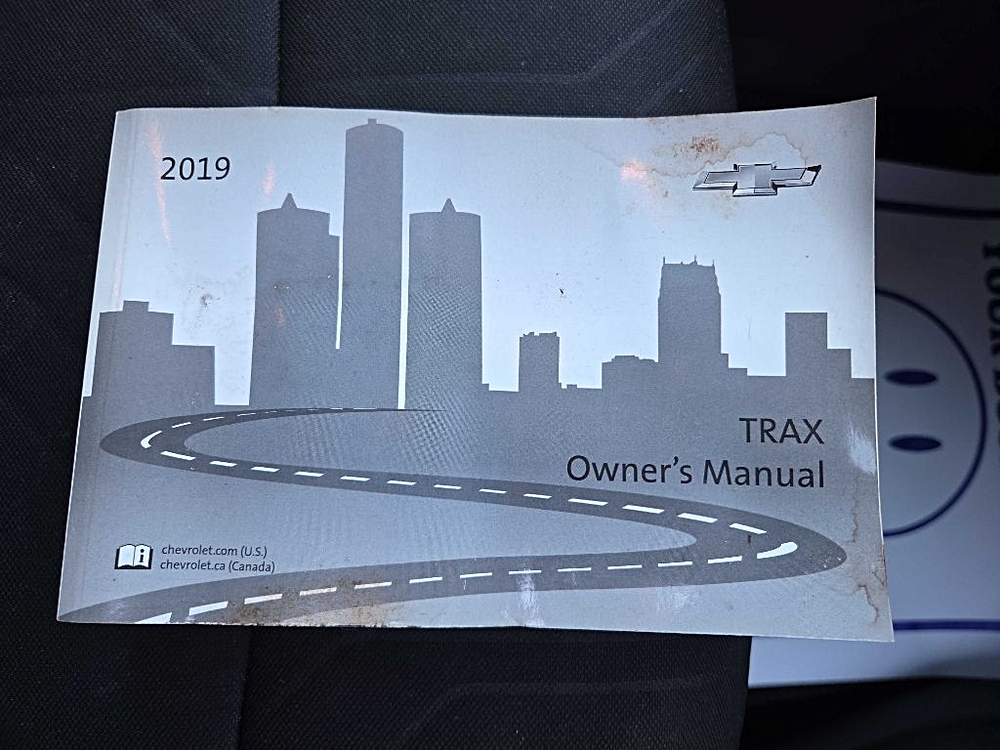 2019
TRAX
Owner's Manual
chevrolet.com (U.S.)
chevrolet.ca (Canada)